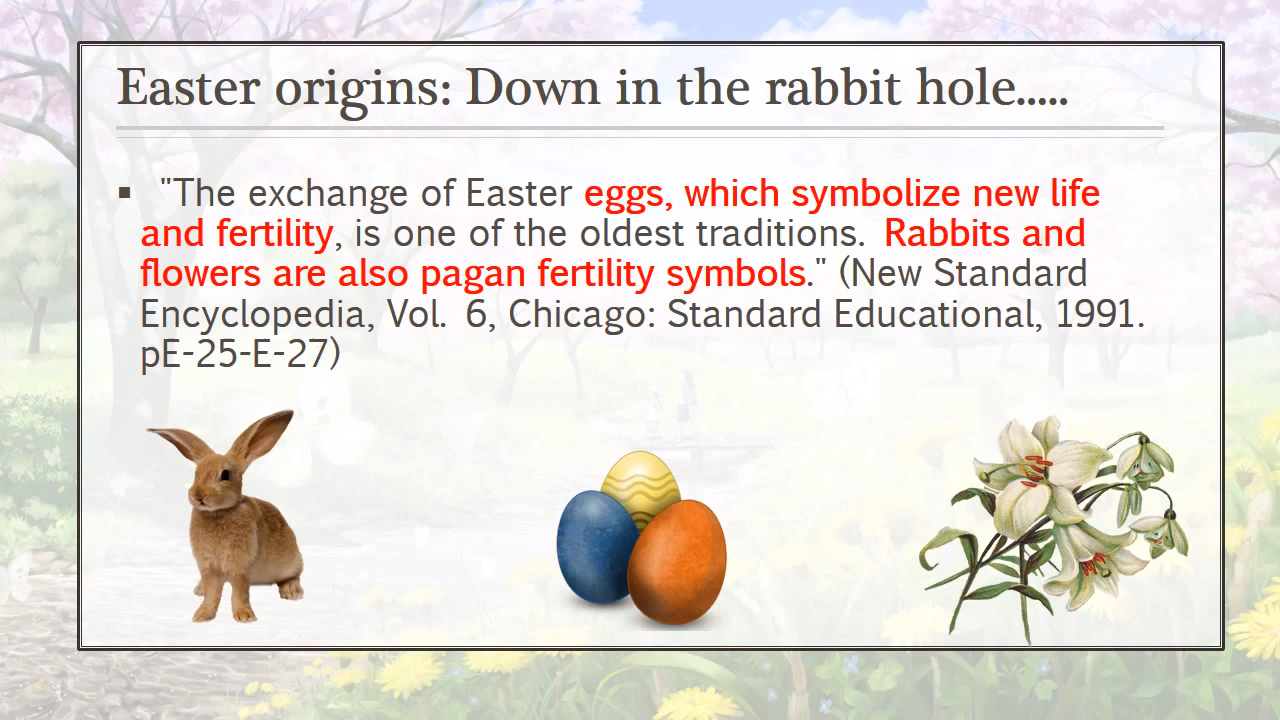 Easter origins: Down in the rabbit hole.....
▪ "The exchange of Easter eggs, which symbolize new life
and fertility, is one of the oldest traditions. Rabbits and
flowers are also pagan fertility symbols." (New Standard
Encyclopedia, Vol. 6, Chicago: Standard Educational, 1991.
pE-25-E-27)